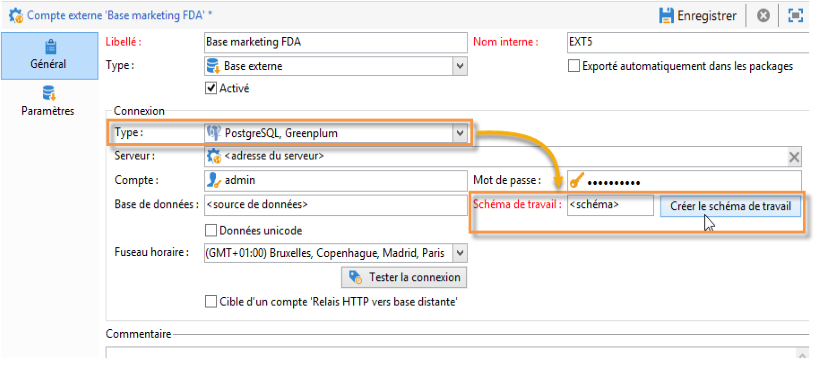 Compte externe 'Base marketing FDA' *
Enregistrer
Général
Paramètres
Libellé :
Base marketing FDA
Nom interne :
EXT5
Type :
Base externe
Exporté automatiquement dans les packages
Activé
Connexion
Type :
PostgreSQL, Greenplum
Serveur :
<adresse du serveur>
Compte :
admin
Mot de passe :
••••••••••
Base de données :
<source de données>
Schéma de travail :
<schéma>
Créer le schéma de travail
Données unicode
Fuseau horaire :
(GMT+01:00) Bruxelles, Copenhague, Madrid, Paris
Tester la connexion
Cible d'un compte 'Relais HTTP vers base distante'
Commentaire